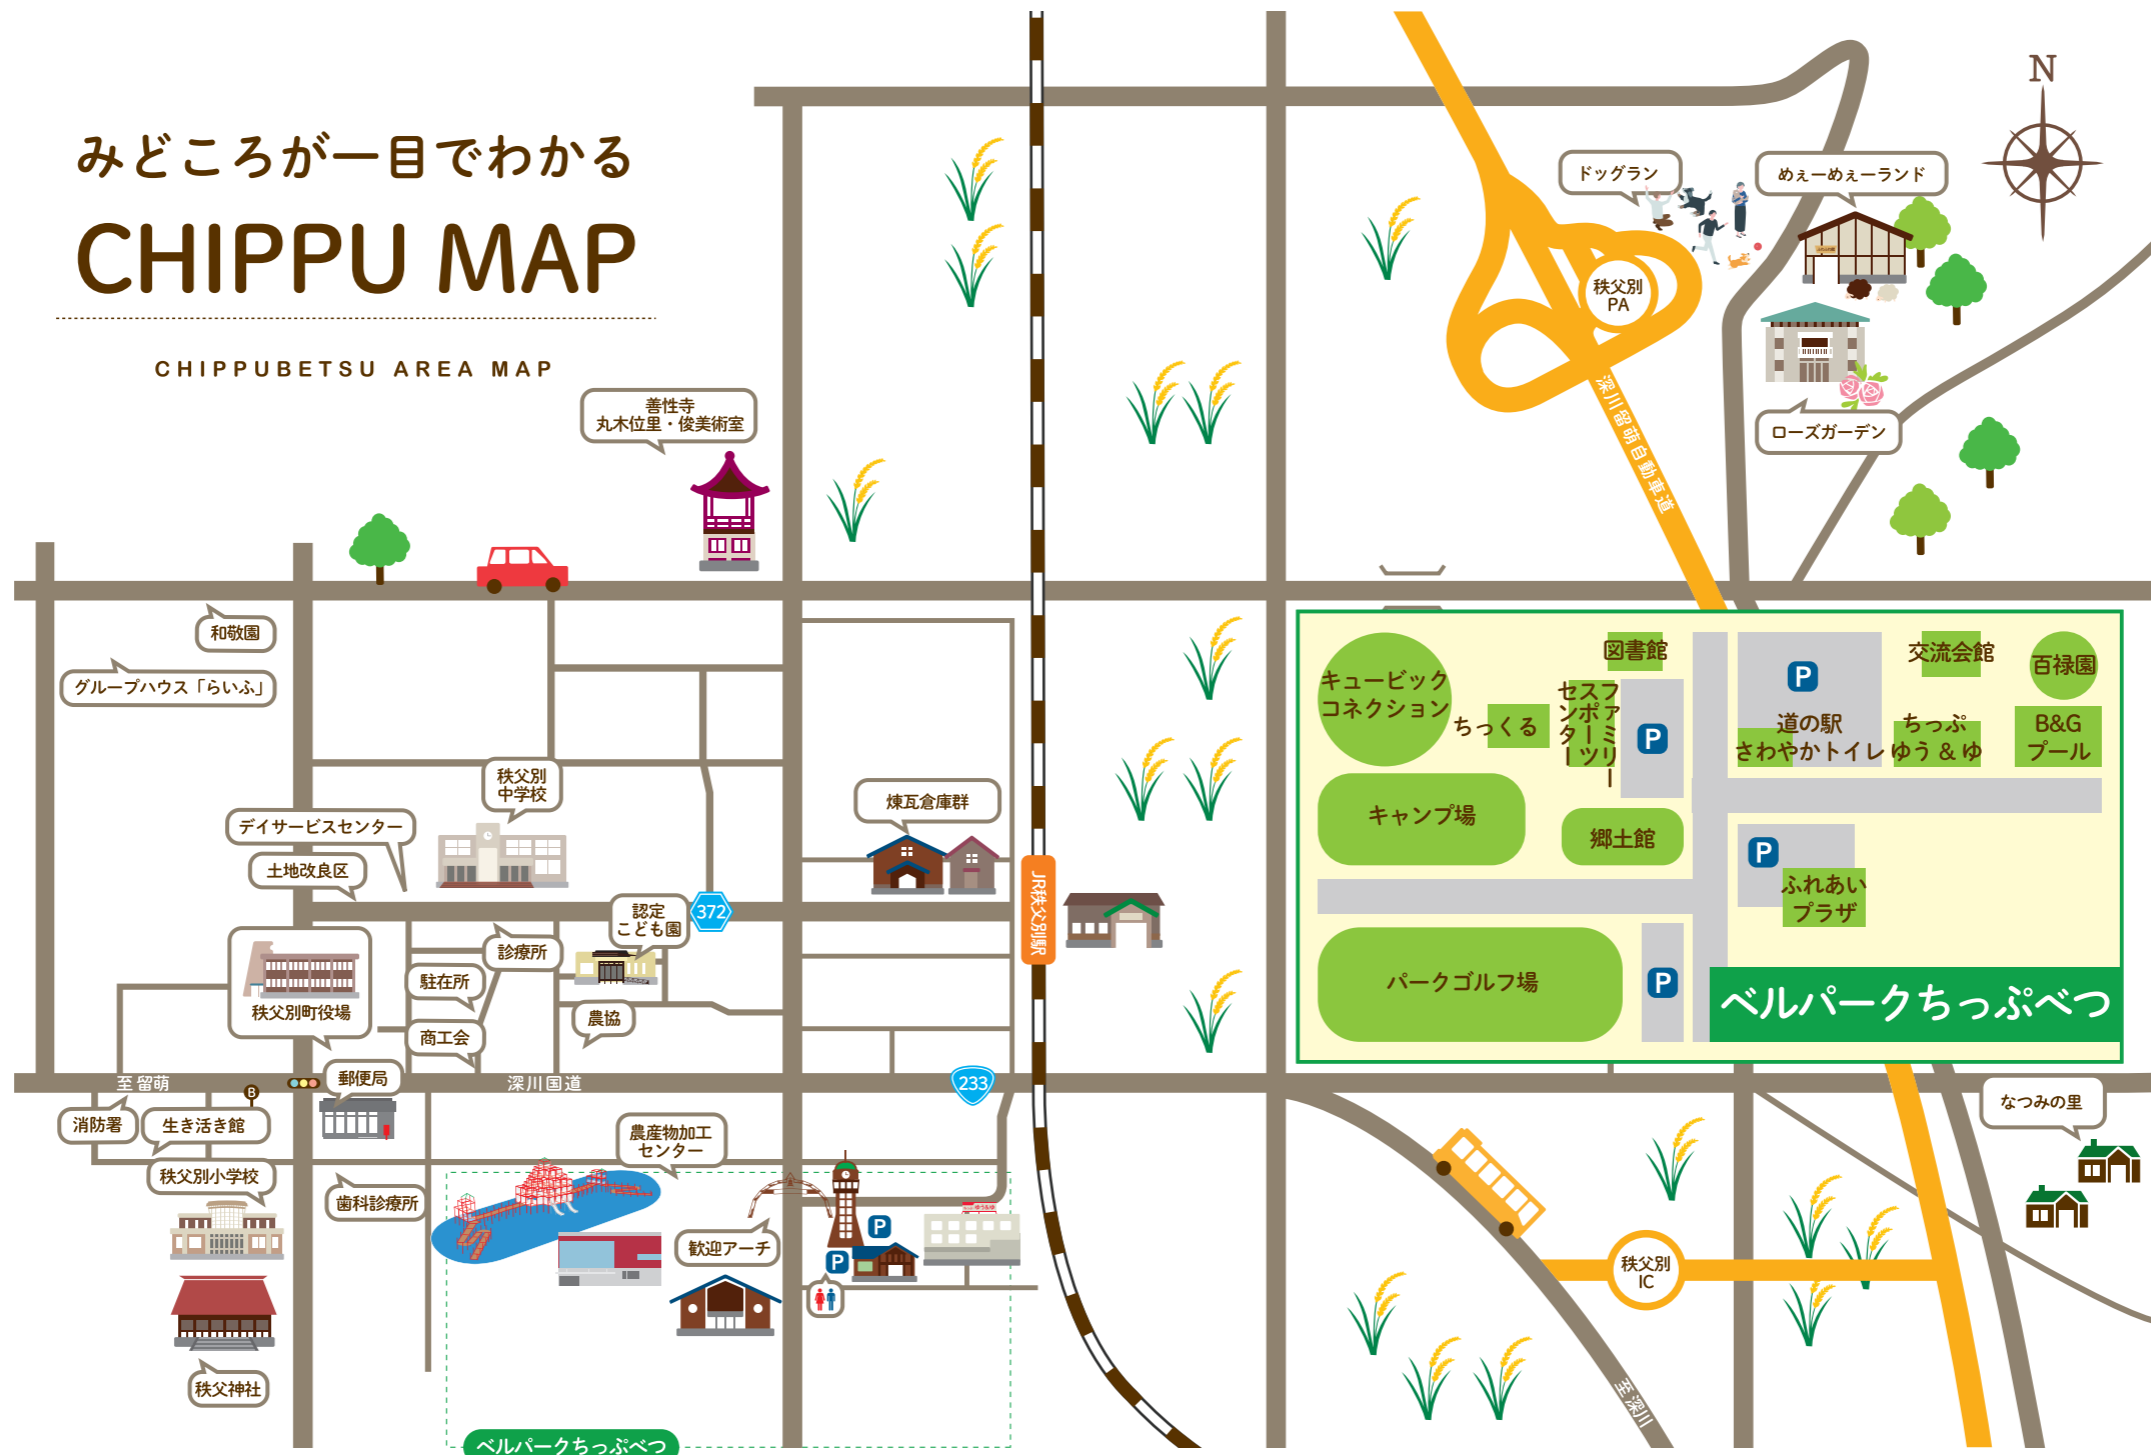 みどころが一目でわかる
CHIPPU MAP
CHIPPUBETSU AREA MAP
N
ドッグラン
めぇーめぇーランド
秩父別
PA
深川留萌自動車道
ローズガーデン
善性寺
丸木位里・俊美術室
和敬園
グループハウス「らいふ」
秩父別
中学校
デイサービスセンター
土地改良区
煉瓦倉庫群
認定
こども園
372
JR秩父別駅
診療所
駐在所
秩父別町役場
農協
商工会
郵便局
至留萌
深川国道
233
B
消防署
生き活き館
秩父別小学校
歯科診療所
農産物加工
センター
歓迎アーチ
P
P
ゆう&ゆ
秩父神社
ベルパークちっぷべつ
キュービック
コネクション
ちっくる
図書館
ファミリー
スポーツ
センター
P
P
道の駅
さわやかトイレ
交流会館
ちっぷ
ゆう & ゆ
百禄園
B&G
プール
キャンプ場
郷土館
P
ふれあい
プラザ
パークゴルフ場
P
ベルパークちっぷべつ
なつみの里
秩父別
IC
至深川